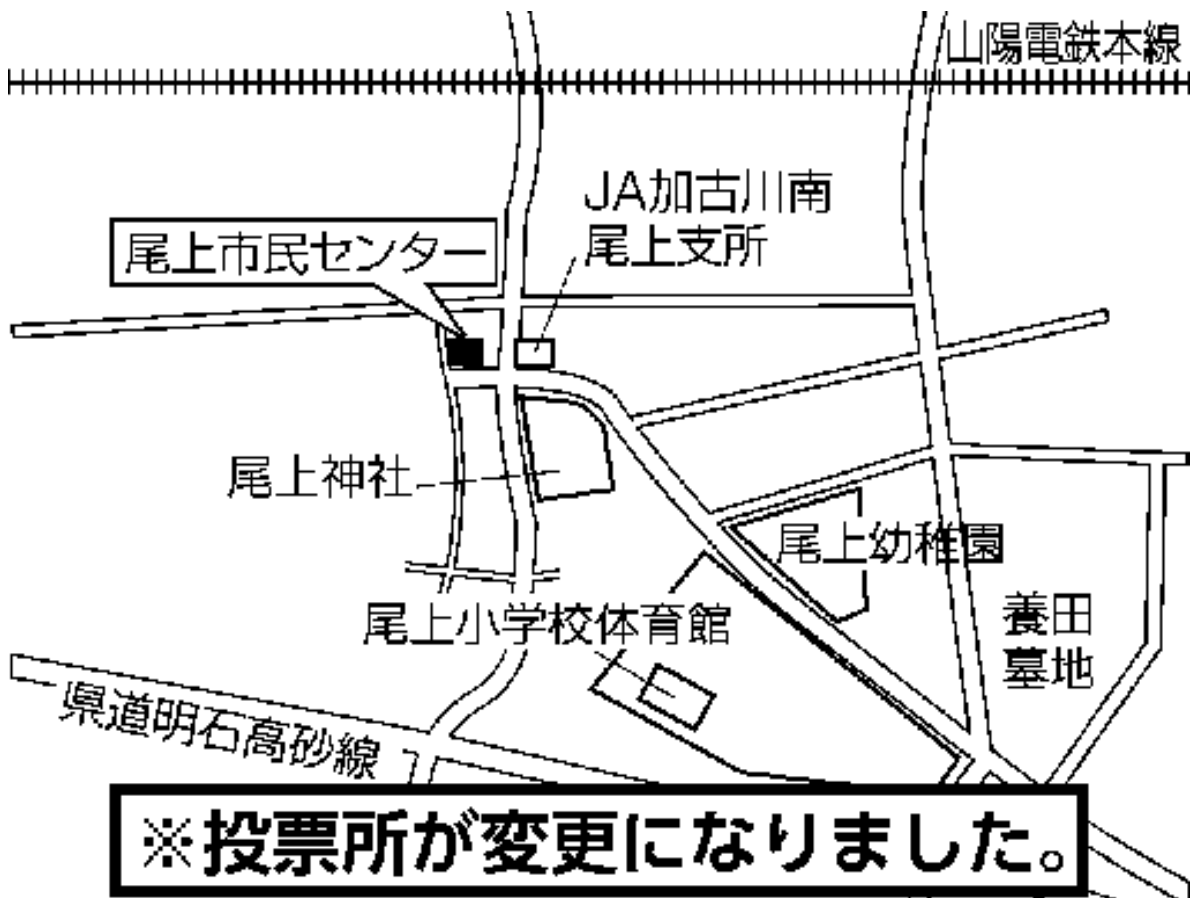 山陽電鉄本線
JA加古川南
尾上支所
尾上市民センター
尾上神社
尾上幼稚園
養田
墓地
尾上小学校体育館
県道明石高砂線
※投票所が変更になりました。